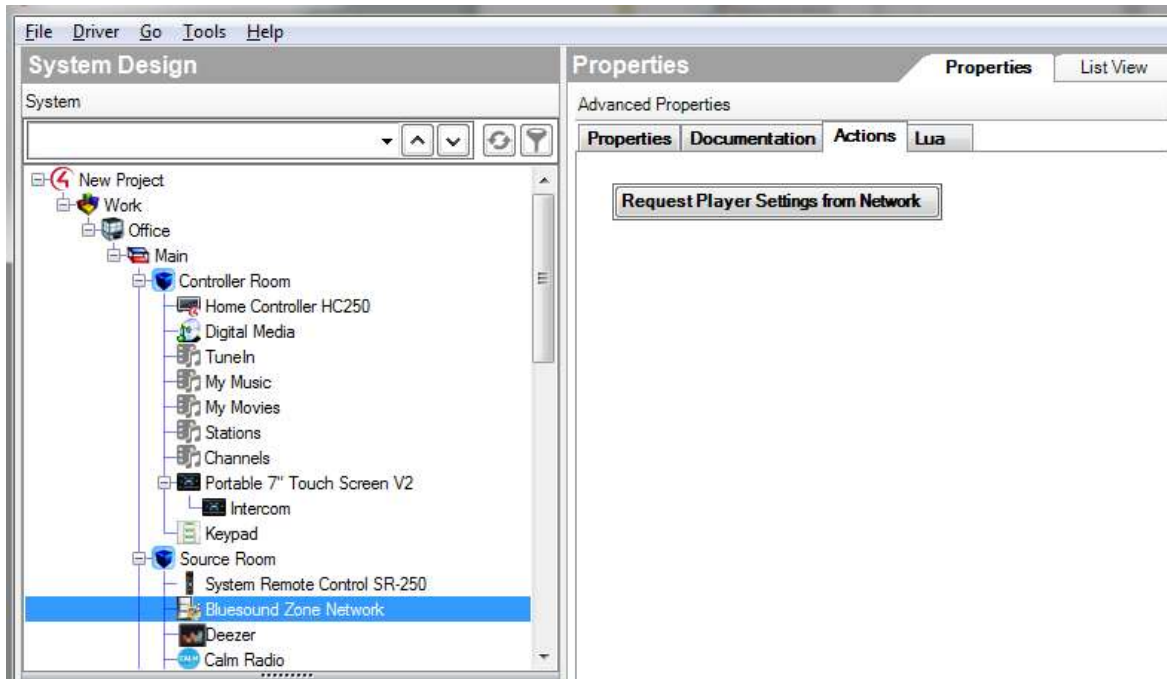 File Driver Go Tools Help
System Design
System
New Project
Work
Office
Main
Controller Room
Home Controller HC250
Digital Media
TuneIn
My Music
My Movies
Stations
Channels
Portable 7" Touch Screen V2
Intercom
Keypad
Source Room
System Remote Control SR-250
Bluesound Zone Network
Deezer
CALM Calm Radio
Properties Properties List View
Advanced Properties
Properties Documentation Actions Lua
Request Player Settings from Network